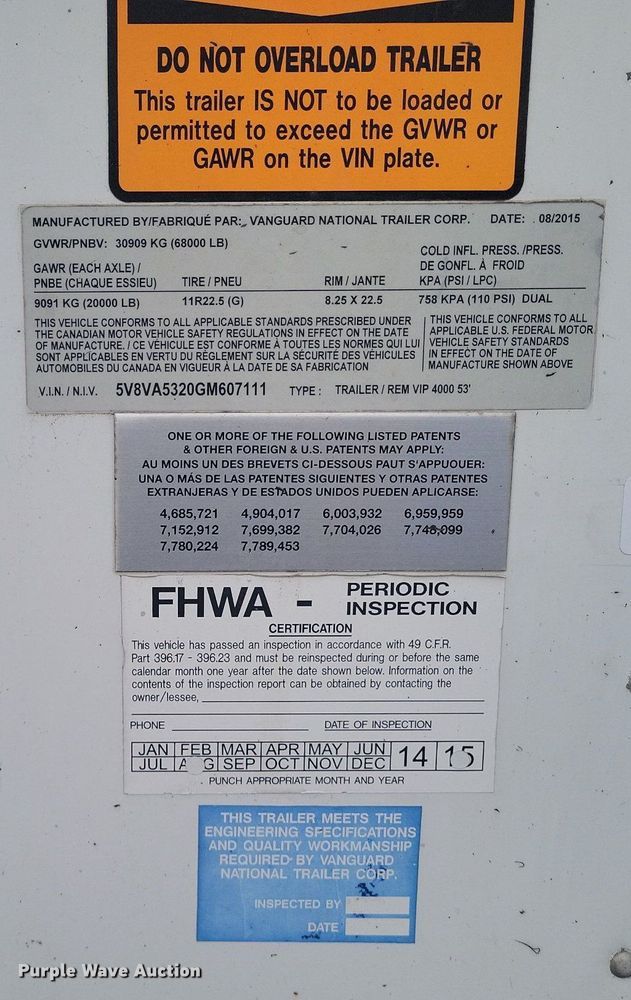 DO NOT OVERLOAD TRAILER
This trailer IS NOT to be loaded or
permitted to exceed the GVWR or
GAWR on the VIN plate.
MANUFACTURED BY/FABRIQUÉ PAR: VANGUARD NATIONAL TRAILER CORP. DATE: 08/2015
GVWR/PNBV: 30909 KG (68000 LB)
GAWR (EACH AXLE) /
PNBE (CHAQUE ESSIEU) TIRE / PNEU RIM / JANTE COLD INFL. PRESS. /PRESS.
DE GONFL. À FROID
KPA (PSI / LPC)
9091 KG (20000 LB) 11R22.5 (G) 8.25 X 22.5 758 KPA (110 PSI) DUAL
THIS VEHICLE CONFORMS TO ALL APPLICABLE STANDARDS PRESCRIBED UNDER
THE CANADIAN MOTOR VEHICLE SAFETY REGULATIONS IN EFFECT ON THE DATE
OF MANUFACTURE. / CE VÉHICULE EST CONFORME À TOUTES LES NORMES QUI LUI
SONT APPLICABLES EN VERTU DU RÈGLEMENT SUR LA SÉCURITÉ DES VÉHICULES
AUTOMOBILES DU CANADA EN VIGUEUR À LA DATE DE SA FABRICATION
THIS VEHICLE CONFORMS TO ALL
APPLICABLE U.S. FEDERAL MOTOR
VEHICLE SAFETY STANDARDS
IN EFFECT ON THE DATE OF
MANUFACTURE SHOWN ABOVE
V.I.N. / N.I.V. 5V8VA5320GM607111 TYPE : TRAILER / REM VIP 4000 53'
ONE OR MORE OF THE FOLLOWING LISTED PATENTS
& OTHER FOREIGN & U.S. PATENTS MAY APPLY:
AU MOINS UN DES BREVETS CI-DESSOUS PAUT S'APPUOUER:
UNA O MÁS DE LAS PATENTES SIGUIENTES Y OTRAS PATENTES
EXTRANJERAS Y DE ESTADOS UNIDOS PUEDEN APLICARSE:
4,685,721 4,904,017 6,003,932 6,959,959
7,152,912 7,699,382 7,704,026 7,748,099
7,780,224 7,789,453
FHWA - PERIODIC
INSPECTION
CERTIFICATION
This vehicle has passed an inspection in accordance with 49 C.F.R.
Part 396.17 - 396.23 and must be reinspected during or before the same
calendar month one year after the date shown below. Information on the
contents of the inspection report can be obtained by contacting the
owner/lessee,
PHONE DATE OF INSPECTION
JAN FEB MAR APR MAY JUN 14 15
JUL A G SEP OCT NOV DEC
PUNCH APPROPRIATE MONTH AND YEAR
THIS TRAILER MEETS THE
ENGINEERING SPECIFICATIONS
AND QUALITY WORKMANSHIP
REQUIRED BY VANGUARD
NATIONAL TRAILER CORP.
INSPECTED BY
DATE
Purple Wave Auction